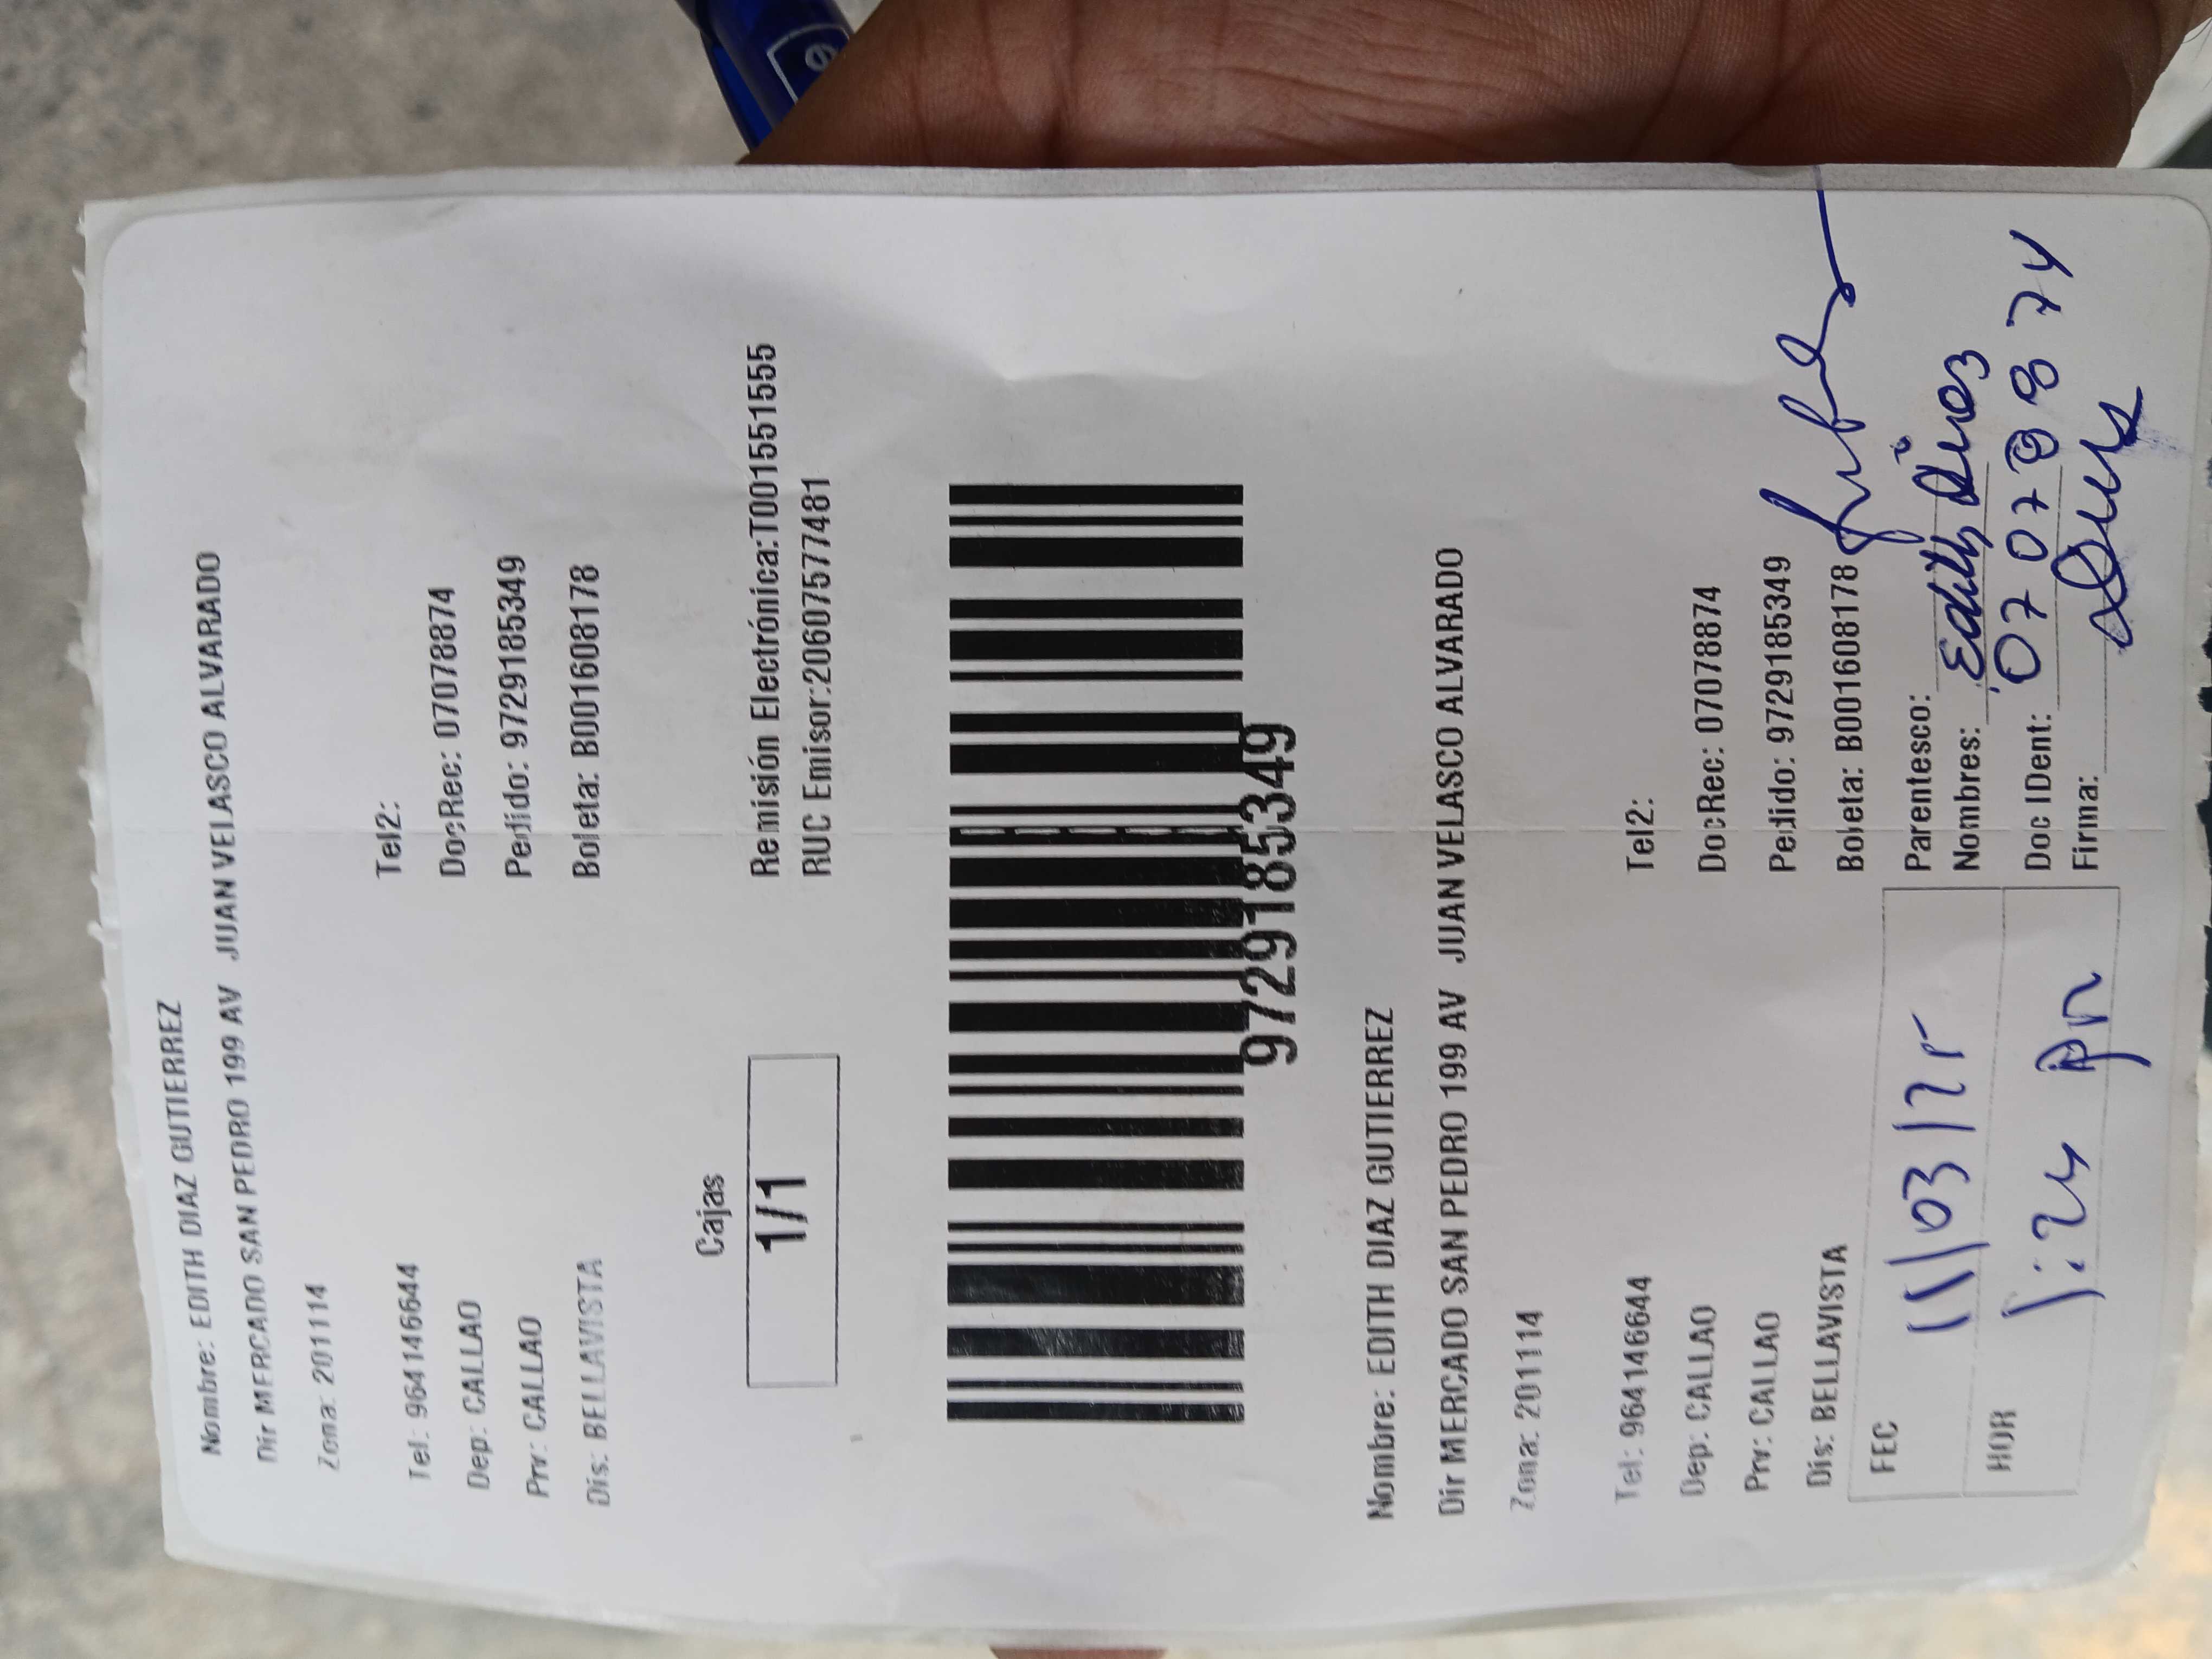 Nombre: EDITH DIAZ GUTIERREZ
Dir MERCADO SAN PEDRO 199 AV JUAN VELASCO ALVARADO
Zona: 201114
Tel: 964146644 Tel2:
Dep: CALLAO DocRec: 07078874
Prv: CALLAO Pedido: 9729185349
Dis: BELLAVISTA Boleta: B001608178
Cajas
1/1
Remisión Electrónica:T001551555
RUC Emisor:20607577481
9729185349
Nombre: EDITH DIAZ GUTIERREZ
Dir MERCADO SAN PEDRO 199 AV JUAN VELASCO ALVARADO
Zona: 201114
Tel: 964146644 Tel2:
Dep: CALLAO DocRec: 07078874
Prv: CALLAO Pedido: 9729185349
Dis: BELLAVISTA Boleta: B001608178
FEC 11/03/25 Parentesco:
Nombres: Edith Díaz
HOR 1:24 pm Doc IDent: 07078874
Firma: